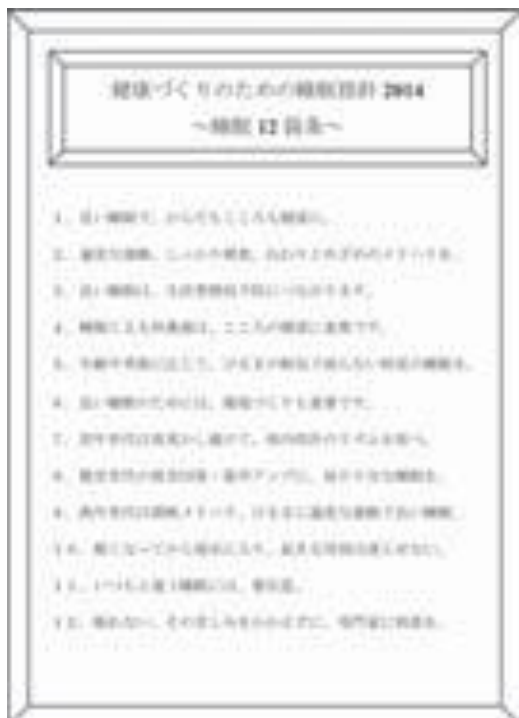 健康づくりのための睡眠指針 2014
~睡眠 12 箇条~
1. 良い睡眠で、からだもこころも健康に。
2. 適度な運動、しっかり朝食、ねむりとめざめのメリハリを。
3. 良い睡眠は、生活習慣病予防につながります。
4. 睡眠による休養感は、こころの健康に重要です。
5. 年齢や季節に応じて、ひるまの眠気で困らない程度の睡眠を。
6. 良い睡眠のためには、環境づくりも重要です。
7. 若年世代は夜更かし避けて、体内時計のリズムを保つ。
8. 勤労世代の疲労回復・能率アップに、毎日十分な睡眠を。
9. 熟年世代は朝晩メリハリ、ひるまに適度な運動で良い睡眠。
10. 眠くなってから寝床に入り、起きる時刻は遅らせない。
11. いつもと違う睡眠には、要注意。
12. 眠れない、その苦しみをかかえずに、専門家に相談を。